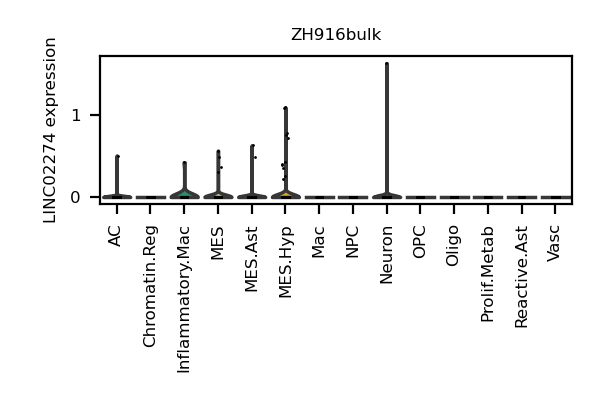 ZH916bulk
LINC02274 expression
1
0
AC
Chromatin.Reg
Inflammatory.Mac
MES
MES.Ast
MES.Hyp
Mac
NPC
Neuron
OPC
Oligo
Prolif.Metab
Reactive.Ast
Vasc